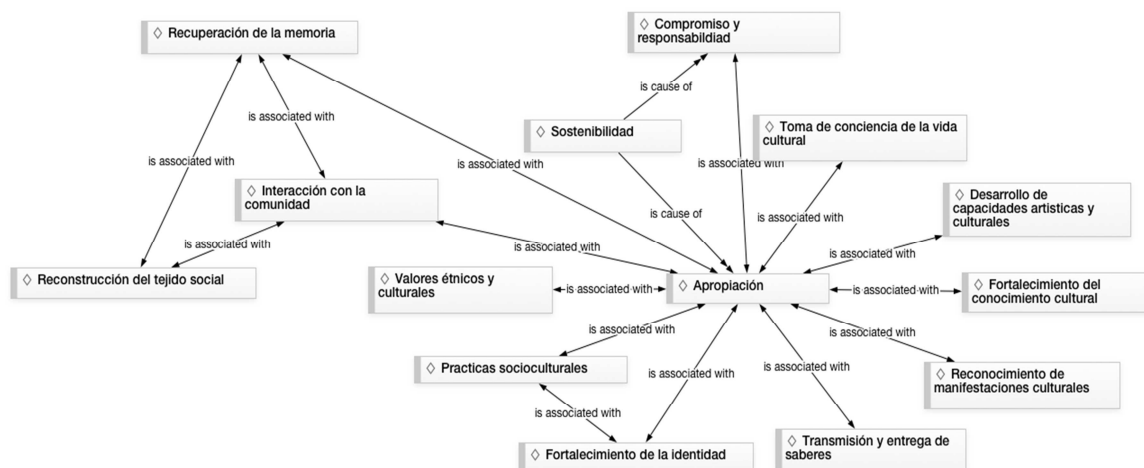 ◇ Recuperación de la memoria
◇ Compromiso y
responsabildiad
is cause of
is associated with
◇ Sostenibilidad
◇ Toma de conciencia de la vida
cultural
is associated with
is associated with
is associated with
◇ Interacción con la
comunidad
◇ Desarrollo de
capacidades artisticas y
culturales
is cause of
is associated with
is associated with
is associated with
is associated with
◇ Reconstrucción del tejido social
◇ Valores étnicos y
culturales
is associated with
◇ Apropiación
is associated with
◇ Fortalecimiento del
conocimiento cultural
is associated with
is associated with
◇ Practicas socioculturales
is associated with
is associated with
◇ Reconocimiento de
manifestaciones culturales
is associated with
◇ Fortalecimiento de la identidad
◇ Transmisión y entrega de
saberes